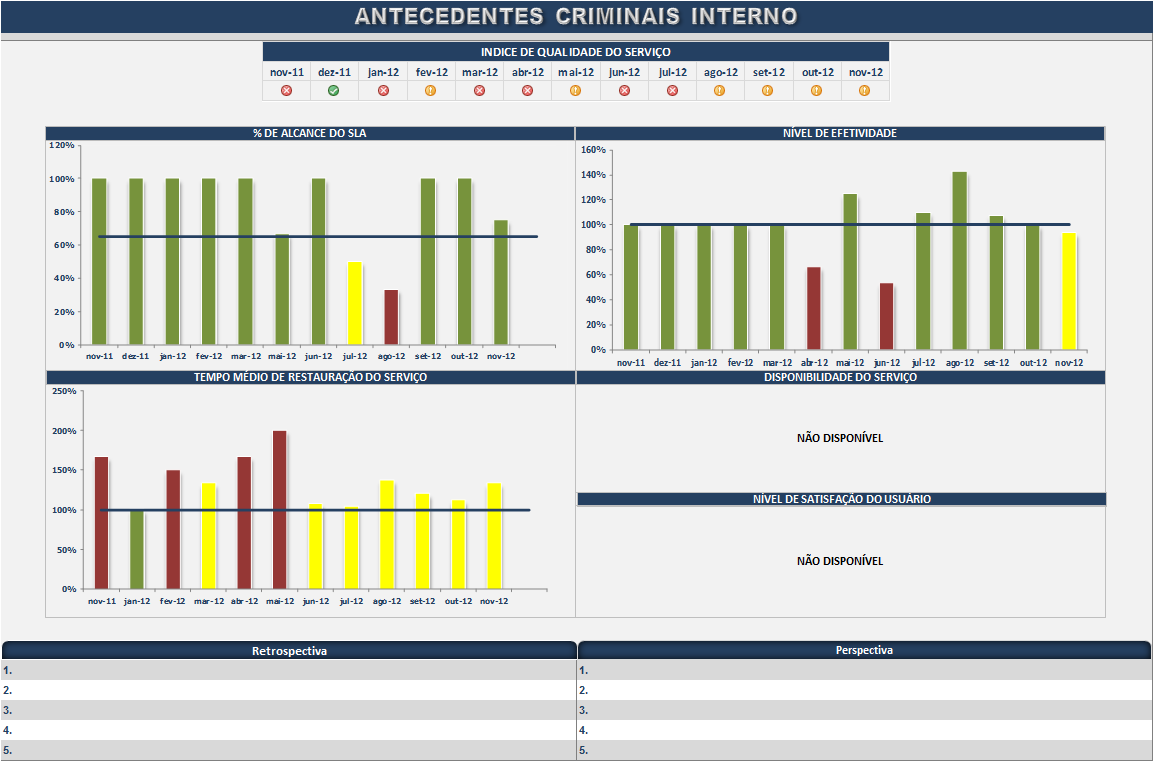 ANTECEDENTES CRIMINAIS INTERNO
INDICE DE QUALIDADE DO SERVIÇO
nov-11 dez-11 jan-12 fev-12 mar-12 abr-12 mai-12 jun-12 jul-12 ago-12 set-12 out-12 nov-12
% DE ALCANCE DO SLA
120%
100%
80%
60%
40%
20%
0%
nov-11 dez-11 jan-12 fev-12 mar-12 mai-12 jun-12 jul-12 ago-12 set-12 out-12 nov-12
NÍVEL DE EFETIVIDADE
160%
140%
120%
100%
80%
60%
40%
20%
0%
nov-11 dez-11 jan-12 fev-12 mar-12 abr-12 mai-12 jun-12 jul-12 ago-12 set-12 out-12 nov-12
TEMPO MÉDIO DE RESTAURAÇÃO DO SERVIÇO
250%
200%
150%
100%
50%
0%
nov-11 jan-12 fev-12 mar-12 abr-12 mai-12 jun-12 jul-12 ago-12 set-12 out-12 nov-12
DISPONIBILIDADE DO SERVIÇO
NÃO DISPONÍVEL
NÍVEL DE SATISFAÇÃO DO USUÁRIO
NÃO DISPONÍVEL
Retrospectiva
1.
2.
3.
4.
5.
Perspectiva
1.
2.
3.
4.
5.